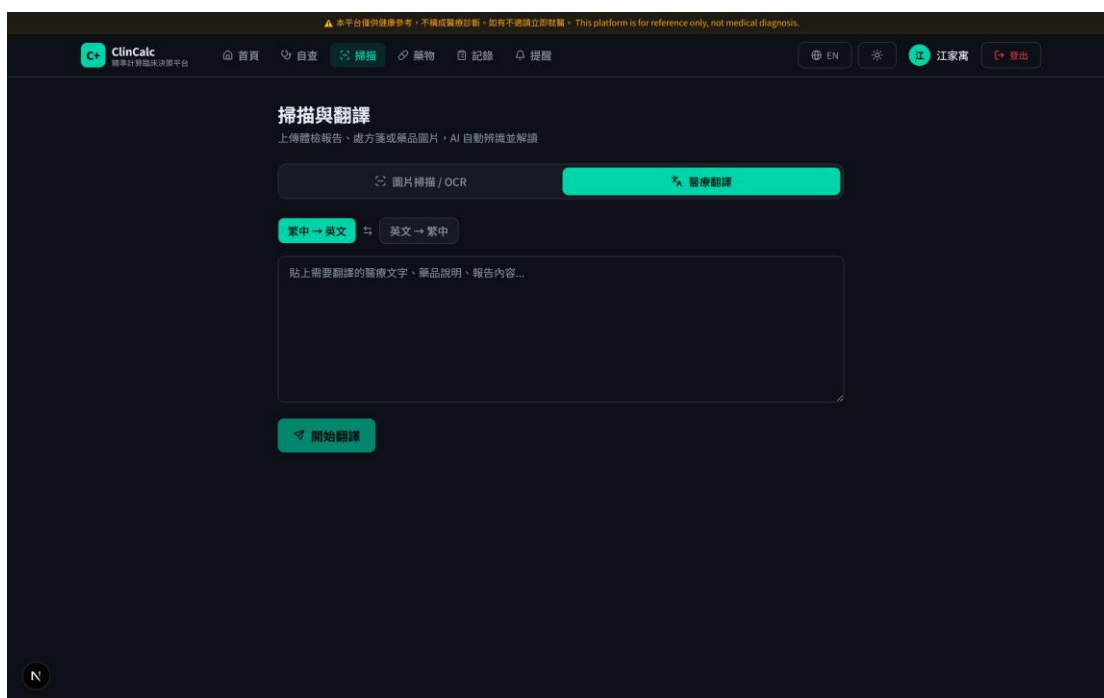 本平台僅供健康參考，不構成醫療診斷。如有不適請立即就醫。 This platform is for reference only, not medical diagnosis.
C+ ClinCalc
精準計算臨床決策平台
首頁 自查 掃描 藥物 記錄 提醒
EN 江 江家寓 登出
掃描與翻譯
上傳體檢報告、處方箋或藥品圖片，AI 自動辨識並解讀
圖片掃描 / OCR
醫療翻譯
繁中 → 英文 ⇆ 英文 → 繁中
貼上需要翻譯的醫療文字、藥品說明、報告內容...
開始翻譯
N